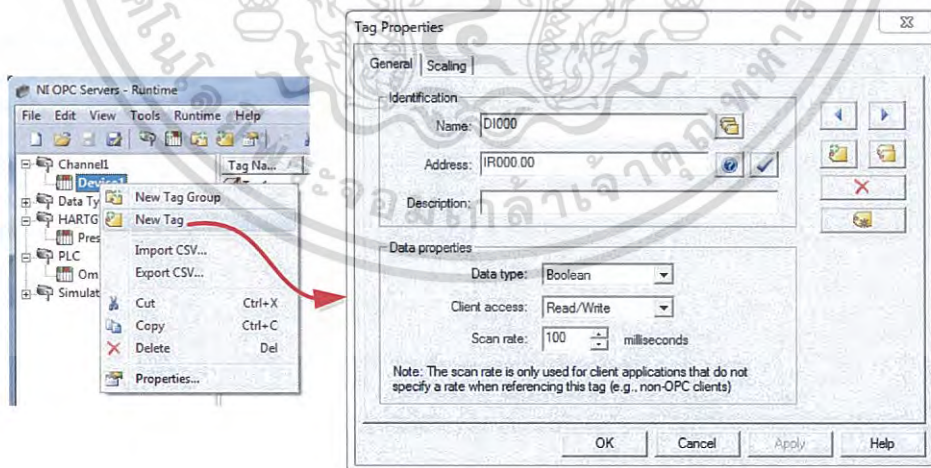 NI OPC Servers - Runtime
File Edit View Tools Runtime Help
Channel1
Device1
Data Ty
HARTG
Pres
PLC
Om
Simulat
Tag Na...
New Tag Group
New Tag
Import CSV...
Export CSV...
Cut Ctrl+X
Copy Ctrl+C
Delete Del
Properties...
Tag Properties
General Scaling
Identification
Name: DI000
Address: IR000.00
Description:
Data properties
Data type: Boolean
Client access: Read/Write
Scan rate: 100 milliseconds
Note: The scan rate is only used for client applications that do not
specify a rate when referencing this tag (e.g., non-OPC clients)
OK Cancel Apply Help